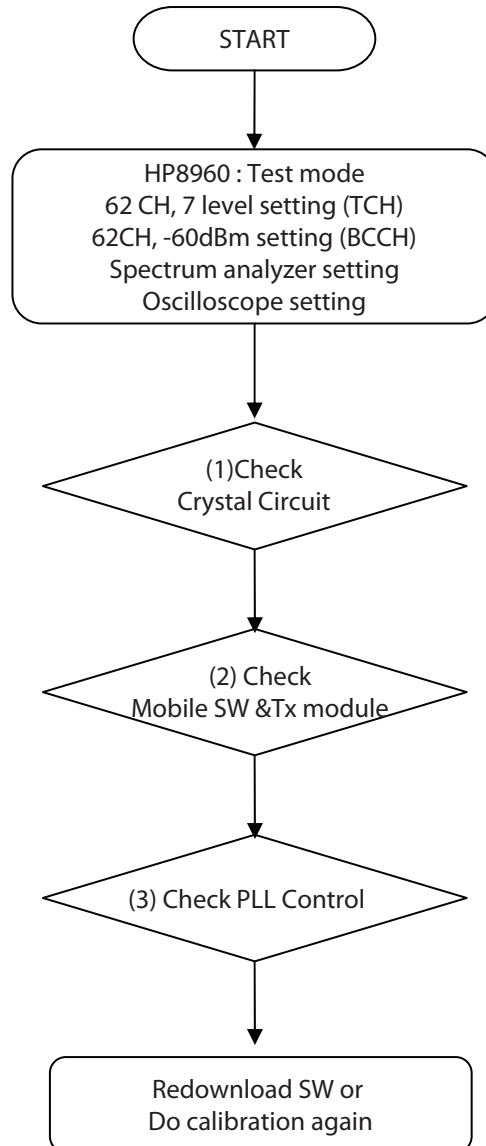 START
HP8960 : Test mode
62 CH, 7 level setting (TCH)
62CH, -60dBm setting (BCCH)
Spectrum analyzer setting
Oscilloscope setting
(1)Check
Crystal Circuit
(2) Check
Mobile SW &Tx module
(3) Check PLL Control
Redownload SW or
Do calibration again